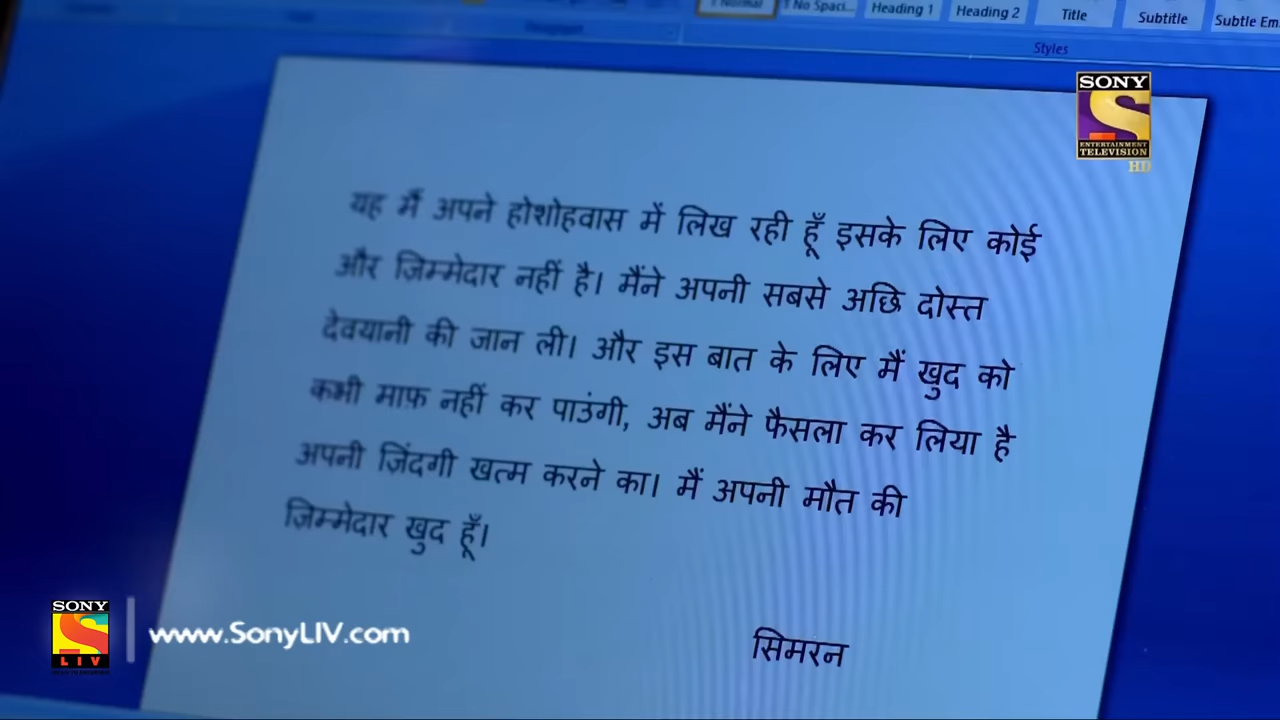 Normal
No Spaci...
Heading 1
Heading 2
Title
Subtitle
Subtle Em
Paragraph
Styles
SONY
ENTERTAINMENT
TELEVISION
HD
यह मैं अपने होशोहवास में लिख रही हूँ इसके लिए कोई
और ज़िम्मेदार नहीं है। मैंने अपनी सबसे अछि दोस्त
देवयानी की जान ली। और इस बात के लिए मैं खुद को
कभी माफ़ नहीं कर पाउंगी, अब मैंने फैसला कर लिया है
अपनी ज़िंदगी खत्म करने का। मैं अपनी मौत की
ज़िम्मेदार खुद हूँ।
सिमरन
SONY
LIV
www.SonyLIV.com